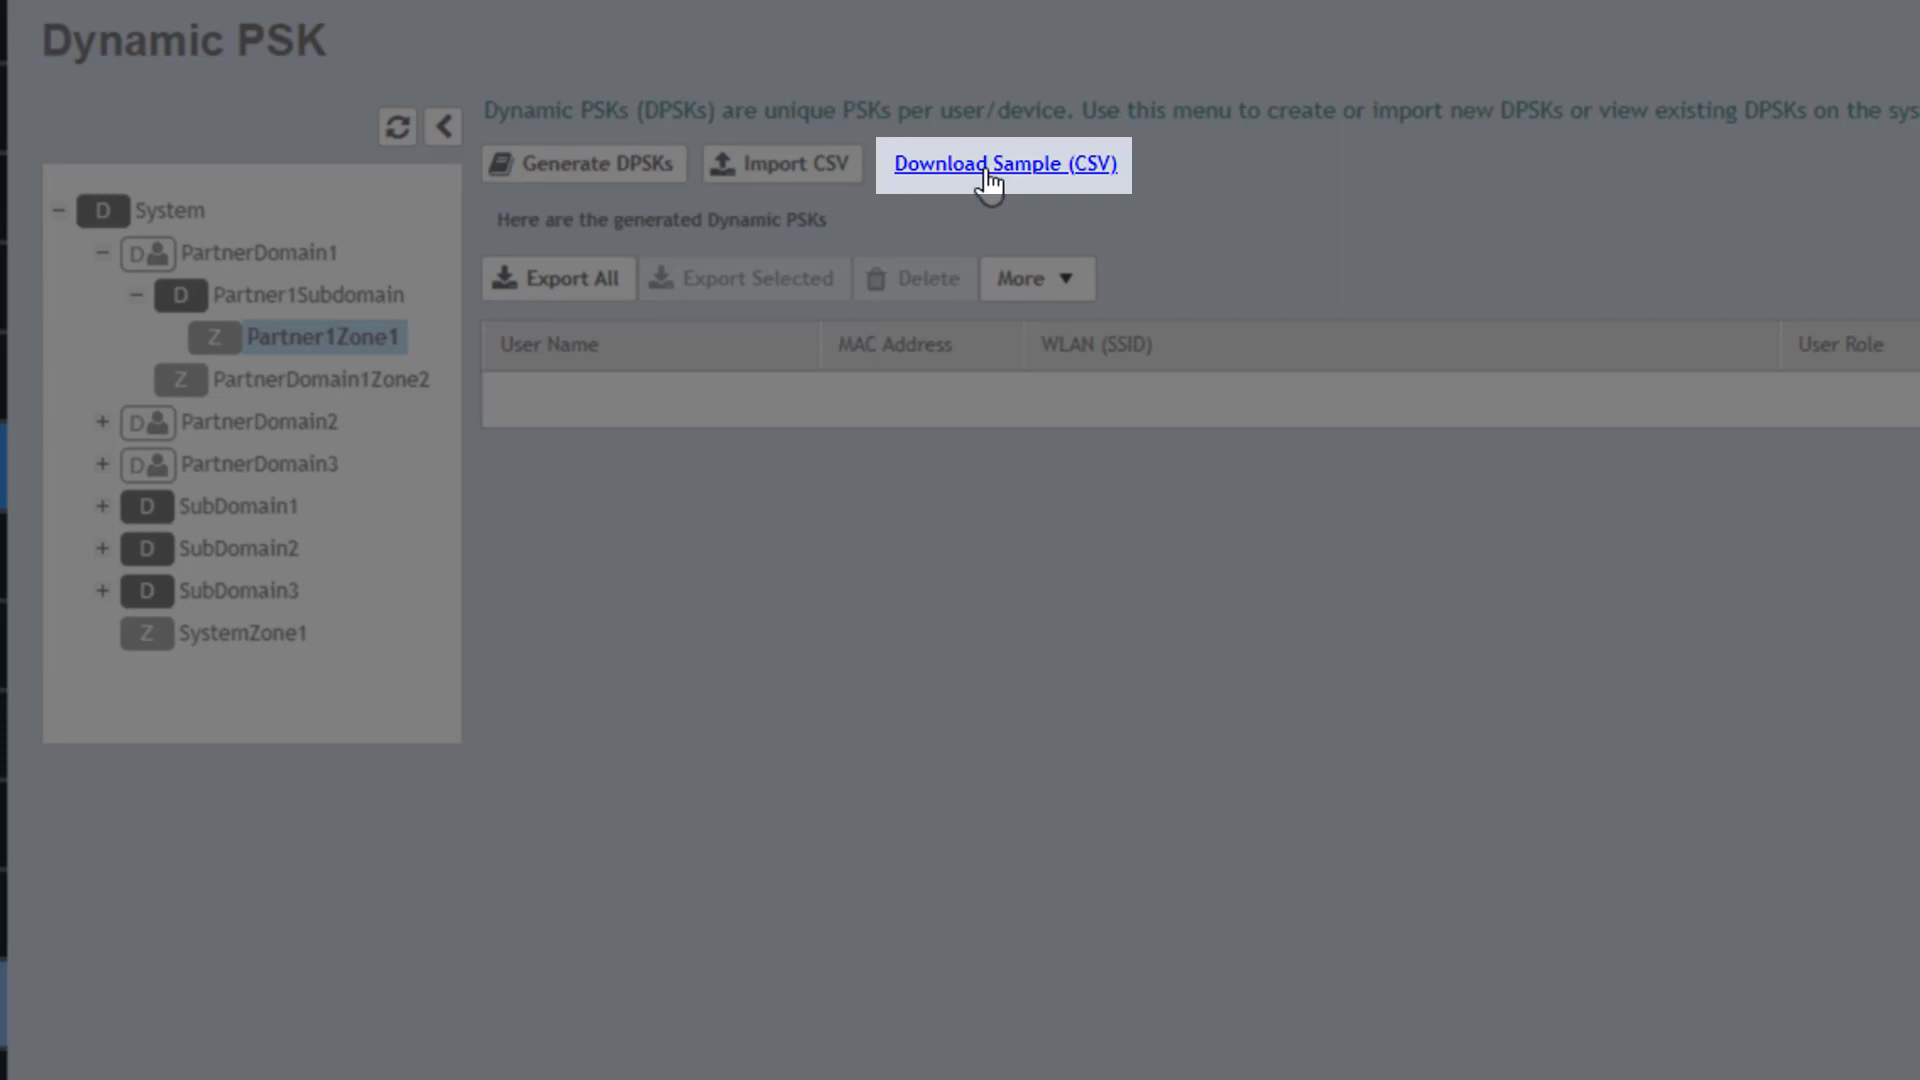 Dynamic PSK
Dynamic PSKs (DPSKs) are unique PSKs per user/device. Use this menu to create or import new DPSKs or view existing DPSKs on the sys
Generate DPSKs
Import CSV
Download Sample (CSV)
Here are the generated Dynamic PSKs
Export All
Export Selected
Delete
More
User Name
MAC Address
WLAN (SSID)
User Role
D System
D PartnerDomain1
D Partner1Subdomain
Z Partner1Zone1
Z PartnerDomain1Zone2
D PartnerDomain2
D PartnerDomain3
D SubDomain1
D SubDomain2
D SubDomain3
Z SystemZone1